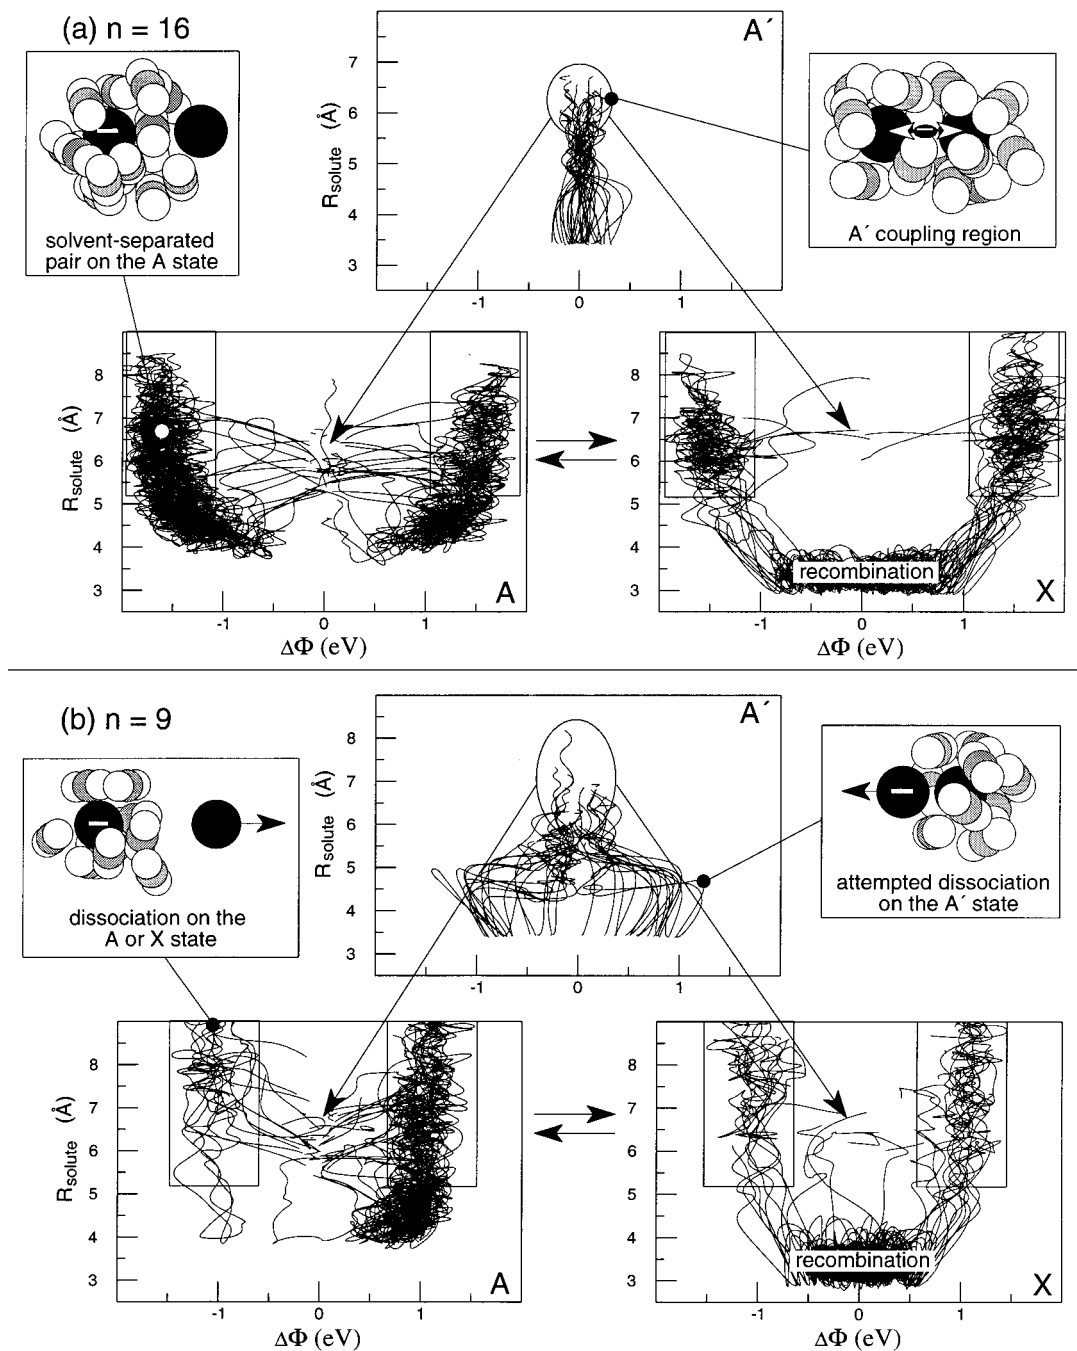 (a) n = 16
A´
solvent-separated
pair on the A state
R solute (Å)
7
6
5
4
3
-1 0 1
A´ coupling region
R solute (Å)
8
7
6
5
4
3
-1 0 1
A
ΔΦ (eV)
8
7
6
5
4
3
recombination
-1 0 1
X
ΔΦ (eV)
(b) n = 9
A´
dissociation on the
A or X state
R solute (Å)
8
7
6
5
4
3
-1 0 1
attempted dissociation
on the A´ state
R solute (Å)
8
7
6
5
4
3
-1 0 1
A
ΔΦ (eV)
8
7
6
5
4
3
recombination
-1 0 1
X
ΔΦ (eV)